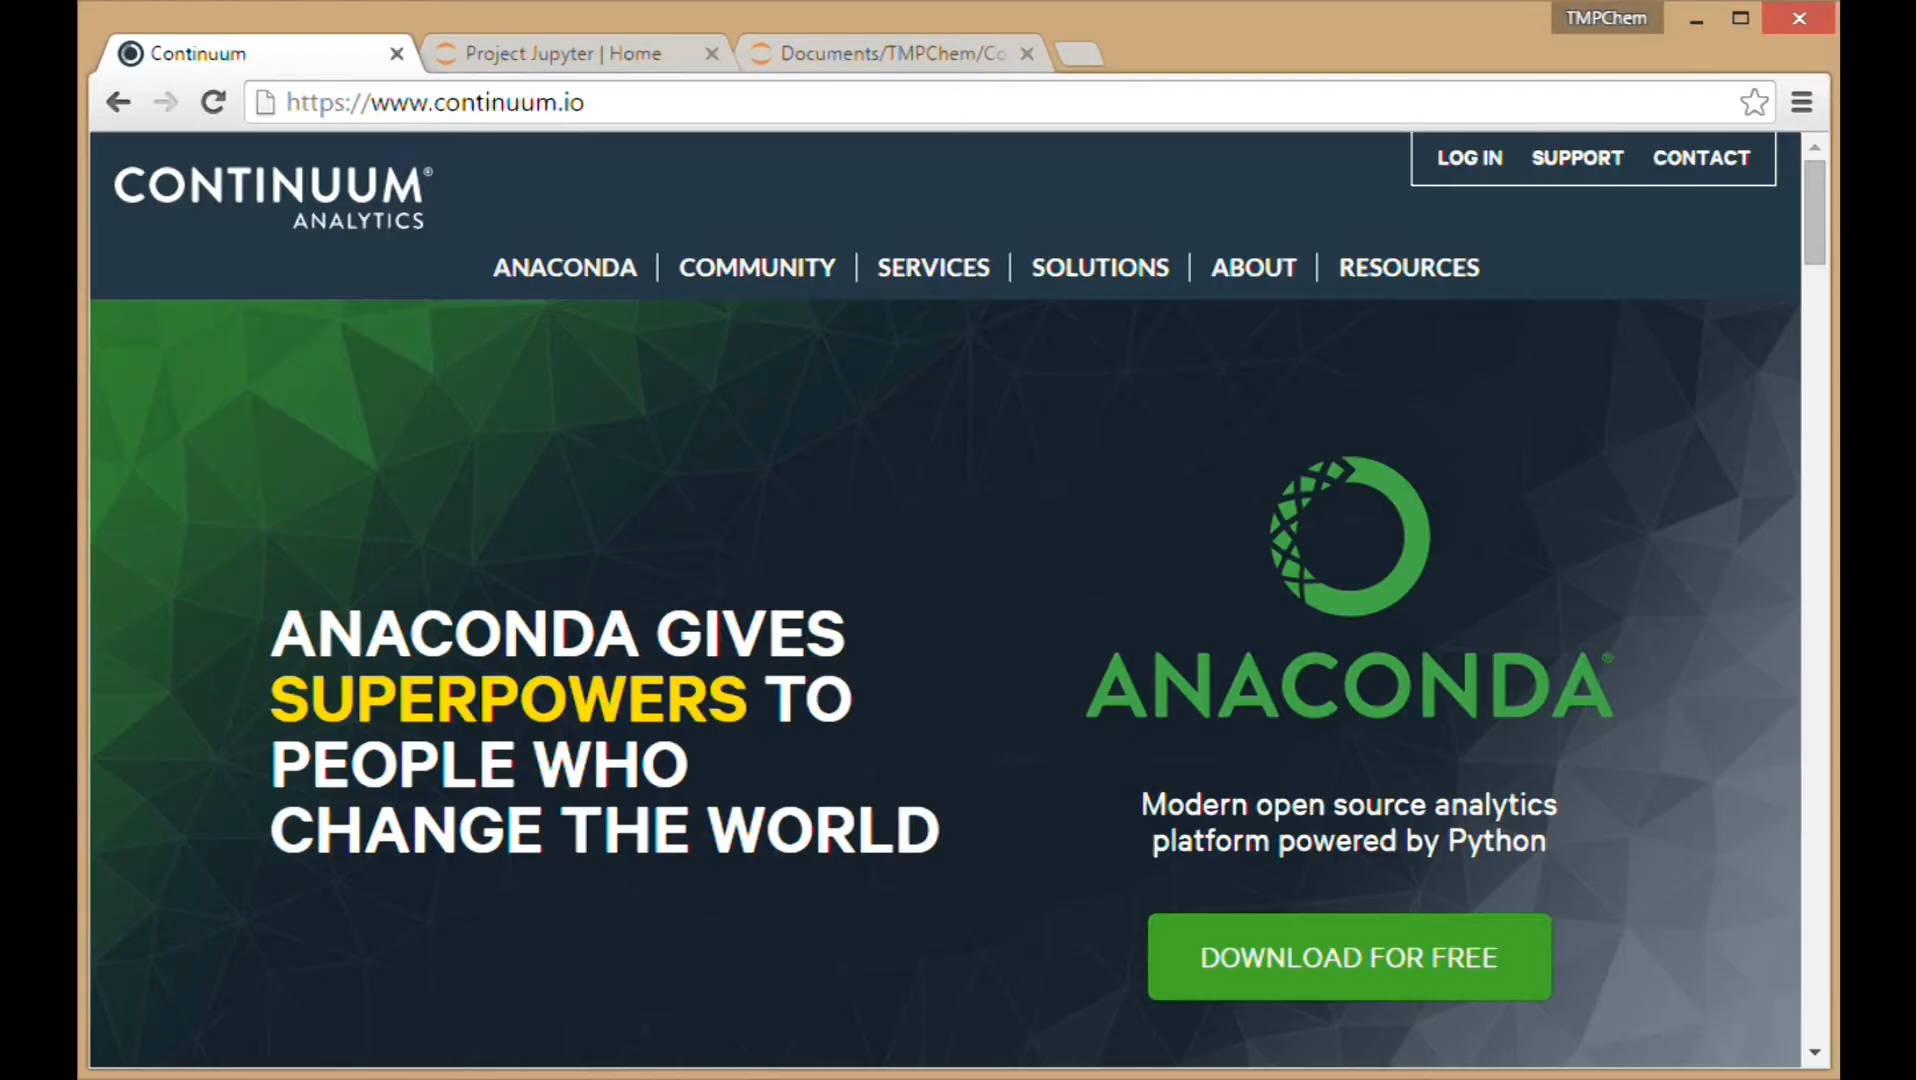 TMPChem
Continuum
Project Jupyter | Home
Documents/TMPChem/Co
https://www.continuum.io
LOG IN SUPPORT CONTACT
CONTINUUM®
ANALYTICS
ANACONDA | COMMUNITY | SERVICES | SOLUTIONS | ABOUT | RESOURCES
ANACONDA GIVES
SUPERPOWERS TO
PEOPLE WHO
CHANGE THE WORLD
ANACONDA®
Modern open source analytics
platform powered by Python
DOWNLOAD FOR FREE